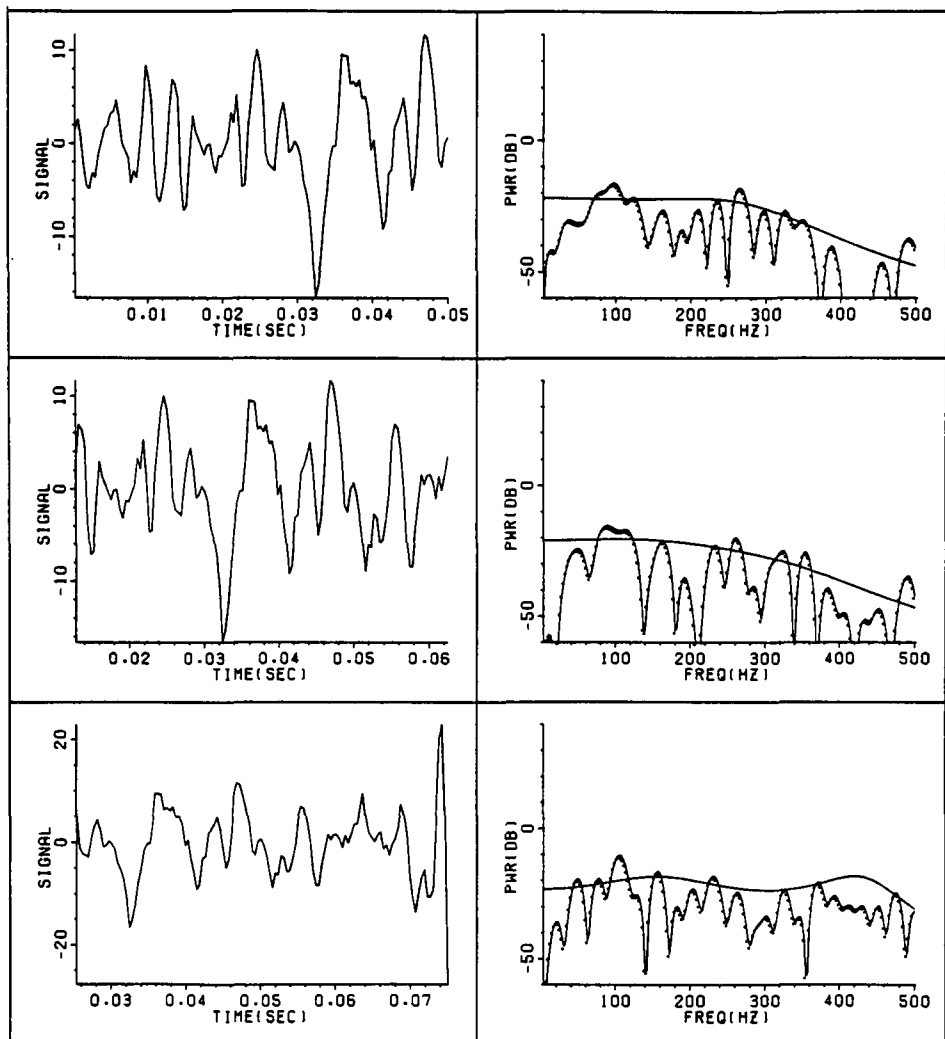 10
0
-10
SIGNAL
0.01 0.02 0.03 0.04 0.05
TIME(SEC)
0
-50
PWR(DB)
100 200 300 400 500
FREQ(HZ)
10
0
-10
SIGNAL
0.02 0.03 0.04 0.05 0.06
TIME(SEC)
0
-50
PWR(DB)
100 200 300 400 500
FREQ(HZ)
20
0
-20
SIGNAL
0.03 0.04 0.05 0.06 0.07
TIME(SEC)
0
-50
PWR(DB)
100 200 300 400 500
FREQ(HZ)